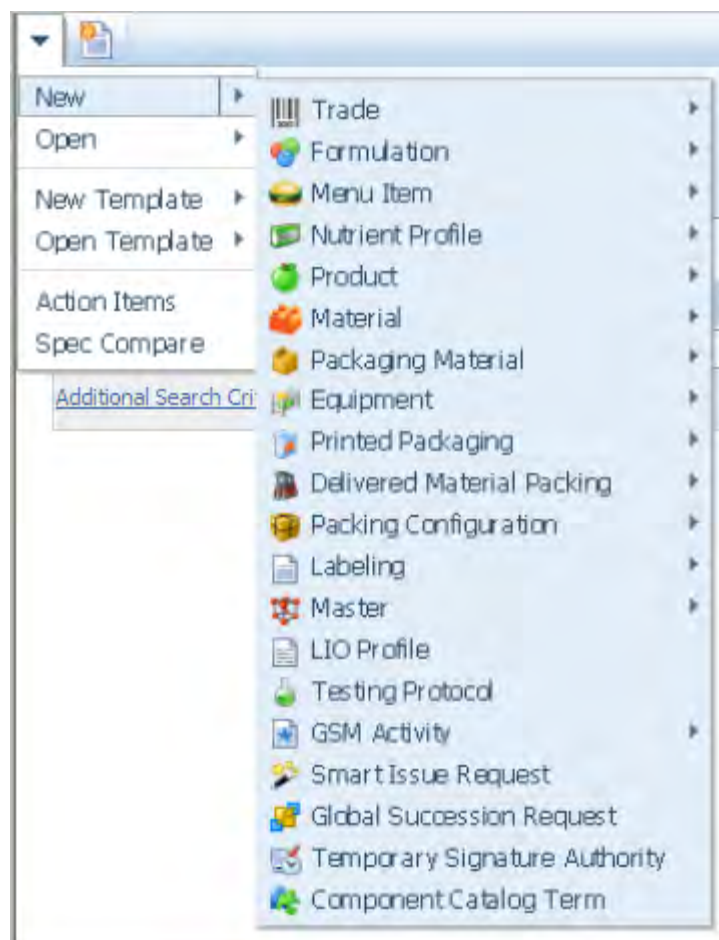 New
Open
New Template
Open Template
Action Items
Spec Compare
Additional Search Cri
Trade
Formulation
Menu Item
Nutrient Profile
Product
Material
Packaging Material
Equipment
Printed Packaging
Delivered Material Packing
Packing Configuration
Labeling
Master
LIO Profile
Testing Protocol
GSM Activity
Smart Issue Request
Global Succession Request
Temporary Signature Authority
Component Catalog Term